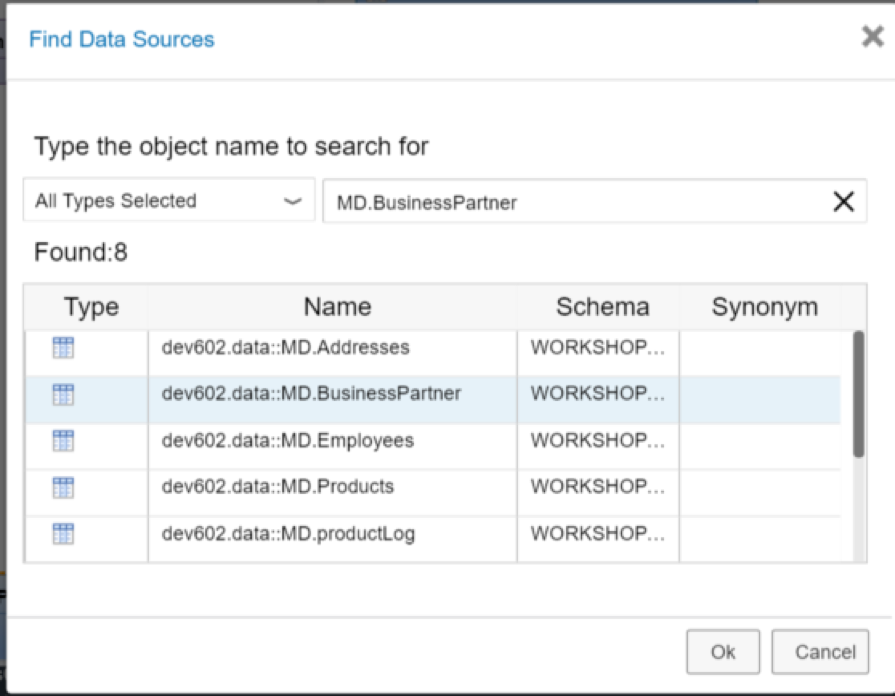 Find Data Sources
Type the object name to search for
All Types Selected MD.BusinessPartner
Found:8
Type Name Schema Synonym
dev602.data::MD.Addresses WORKSHOP...
dev602.data::MD.BusinessPartner WORKSHOP...
dev602.data::MD.Employees WORKSHOP...
dev602.data::MD.Products WORKSHOP...
dev602.data::MD.productLog WORKSHOP...
Ok Cancel